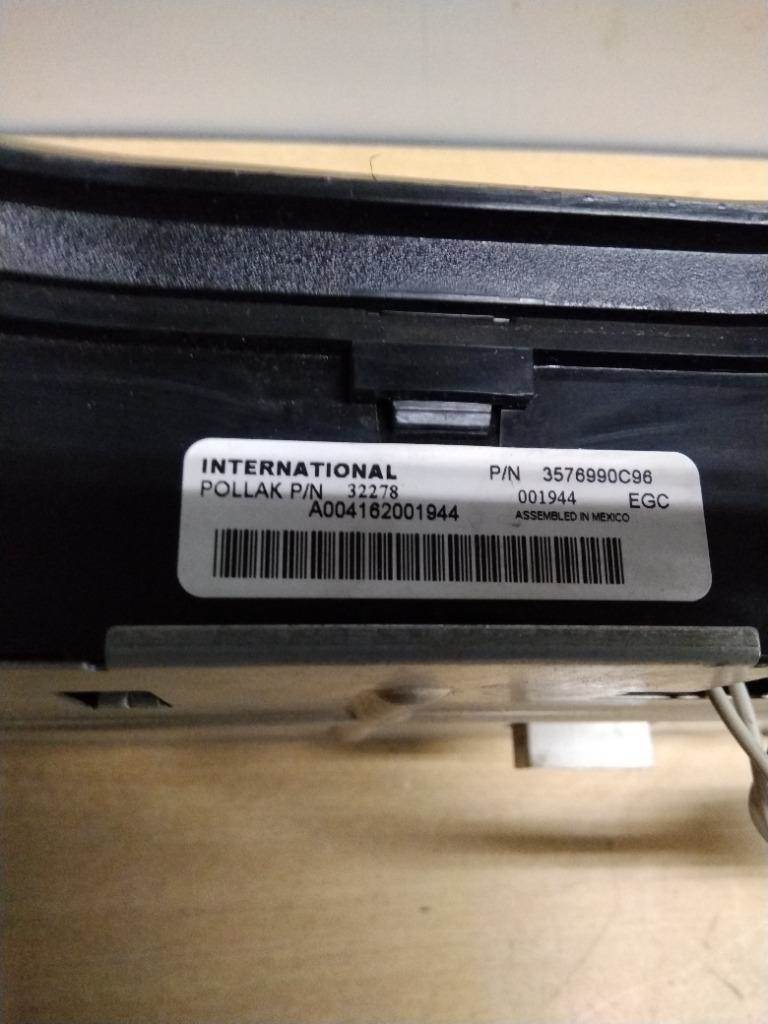 INTERNATIONAL P/N 3576990C96
POLLAK P/N 32278 001944 EGC
A004162001944 ASSEMBLED IN MEXICO